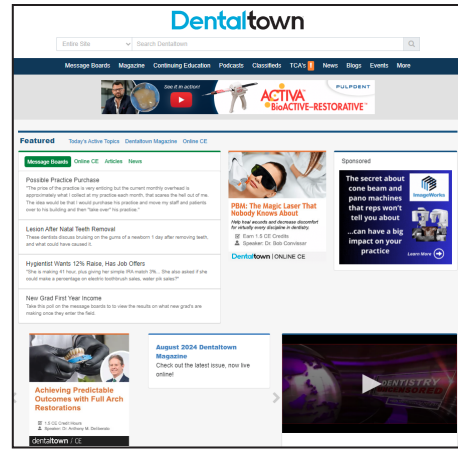 Dentaltown
Entire Site
Search Dentaltown
Message Boards Magazine Continuing Education Podcasts Classifieds TCA's News Blogs Events More
See it in action!
ACTIVA
BioACTIVE-RESTORATIVE
PULPDENT
Featured Today's Active Topics Dentaltown Magazine Online CE
Message Boards Online CE Articles News
Possible Practice Purchase
"The price of the practice is very enticing but the current monthly overhead is
approximately what I collect at my practice each month, that scares the hell out of me.
The idea would be that I would purchase his practice and move my staff and patients
over to his building and then "take over" his practice."
Lesion After Natal Teeth Removal
These dentists discuss bruising on the gums of a newborn 1 day after removing teeth,
and what could have caused it.
Hygientist Wants 12% Raise, Has Job Offers
"She is making 41 hour, plus giving her simple IRA match 3%... She also asked if she
could make a percentage on electric toothbrush sales, water pik sales?"
New Grad First Year Income
Take this poll on the message boards to to view the results on what new grad's are
making once they enter the field.
PBM: The Magic Laser That
Nobody Knows About
Help heal excords and decrease discomfort
for virtually every discipline in dentistry.
Earn 1.5 CE Credits
Speaker: Dr. Bob Convissar
Dentaltown | ONLINE CE
Sponsored
The secret about
cone beam and
pano machines
that reps won't
tell you about
...can have a big
impact on your
practice
ImageWorks
Learn More
Achieving Predictable
Outcomes with Full Arch
Restorations
1.5 CE Credit Hours
Speaker: Dr. Anthony M.
dentaltown / CE
August 2024 Dentaltown
Magazine
Check out the latest issue, now live
online!
DENTISTRY
UNCENSORED